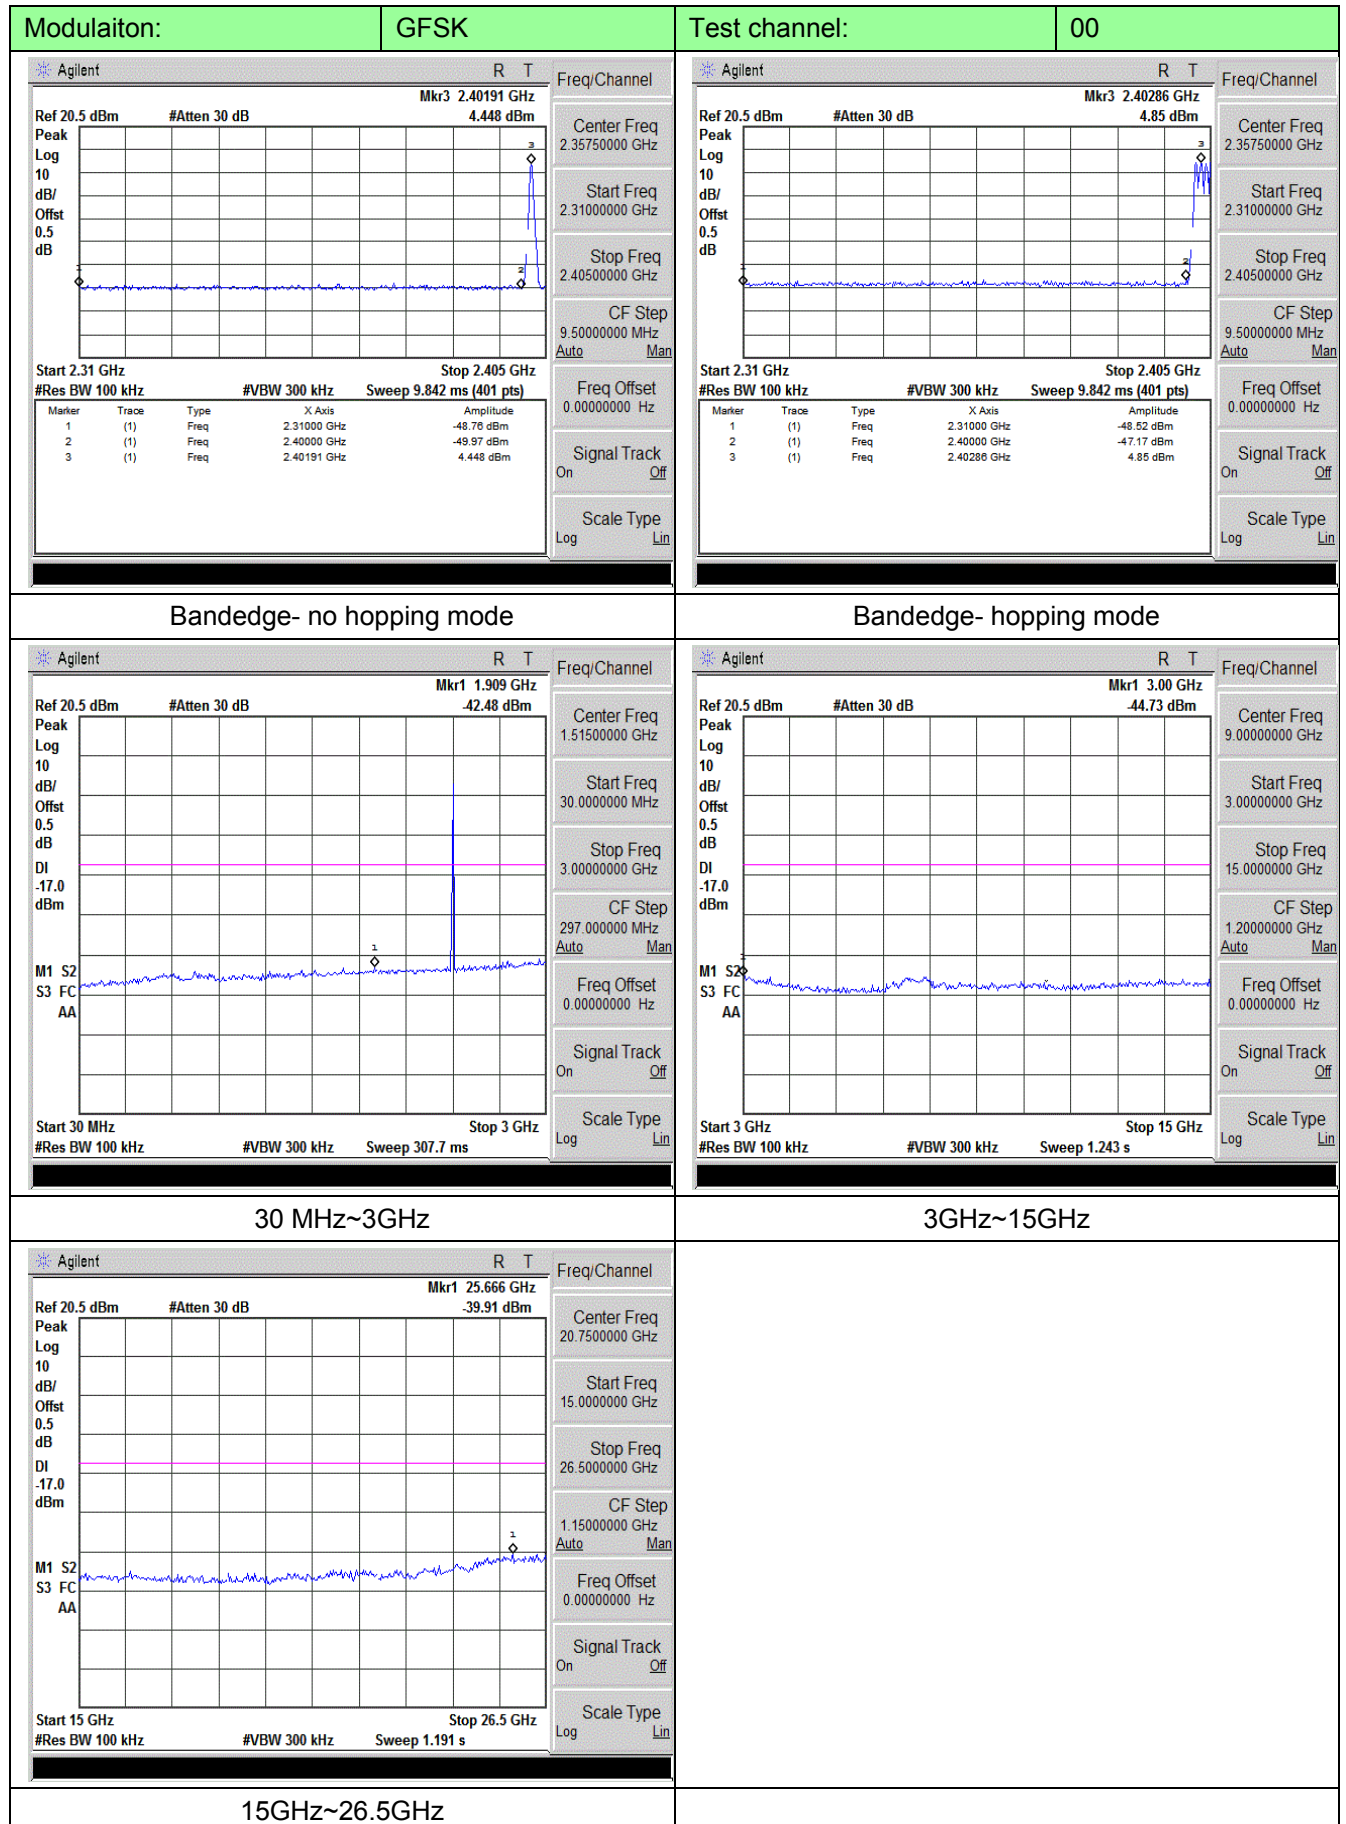 Modulaiton: GFSK Test channel: 00
Agilent R T Freq/Channel
Mkr3 2.40191 GHz
Ref 20.5 dBm #Atten 30 dB 4.448 dBm
Peak
Log
10
dB/
Offst
0.5
dB
1
2
3
Start 2.31 GHz Stop 2.405 GHz
#Res BW 100 kHz #VBW 300 kHz Sweep 9.842 ms (401 pts)
Marker Trace Type X Axis Amplitude
1 (1) Freq 2.31000 GHz -48.76 dBm
2 (1) Freq 2.40000 GHz -49.97 dBm
3 (1) Freq 2.40191 GHz 4.448 dBm
Center Freq
2.35750000 GHz
Start Freq
2.31000000 GHz
Stop Freq
2.40500000 GHz
CF Step
9.50000000 MHz
Auto Man
Freq Offset
0.00000000 Hz
Signal Track
On Off
Scale Type
Log Lin
Agilent R T Freq/Channel
Mkr3 2.40286 GHz
Ref 20.5 dBm #Atten 30 dB 4.85 dBm
Peak
Log
10
dB/
Offst
0.5
dB
1
2
3
Start 2.31 GHz Stop 2.405 GHz
#Res BW 100 kHz #VBW 300 kHz Sweep 9.842 ms (401 pts)
Marker Trace Type X Axis Amplitude
1 (1) Freq 2.31000 GHz -48.52 dBm
2 (1) Freq 2.40000 GHz -47.17 dBm
3 (1) Freq 2.40286 GHz 4.85 dBm
Center Freq
2.35750000 GHz
Start Freq
2.31000000 GHz
Stop Freq
2.40500000 GHz
CF Step
9.50000000 MHz
Auto Man
Freq Offset
0.00000000 Hz
Signal Track
On Off
Scale Type
Log Lin
Bandedge- no hopping mode Bandedge- hopping mode
Agilent R T Freq/Channel
Mkr1 1.909 GHz
Ref 20.5 dBm #Atten 30 dB -42.48 dBm
Peak
Log
10
dB/
Offst
0.5
dB
DI
-17.0
dBm
1
M1 S2
S3 FC
AA
Start 30 MHz Stop 3 GHz
#Res BW 100 kHz #VBW 300 kHz Sweep 307.7 ms
Center Freq
1.51500000 GHz
Start Freq
30.0000000 MHz
Stop Freq
3.00000000 GHz
CF Step
297.000000 MHz
Auto Man
Freq Offset
0.00000000 Hz
Signal Track
On Off
Scale Type
Log Lin
Agilent R T Freq/Channel
Mkr1 3.00 GHz
Ref 20.5 dBm #Atten 30 dB -44.73 dBm
Peak
Log
10
dB/
Offst
0.5
dB
DI
-17.0
dBm
1
M1 S2
S3 FC
AA
Start 3 GHz Stop 15 GHz
#Res BW 100 kHz #VBW 300 kHz Sweep 1.243 s
Center Freq
9.00000000 GHz
Start Freq
3.00000000 GHz
Stop Freq
15.0000000 GHz
CF Step
1.20000000 GHz
Auto Man
Freq Offset
0.00000000 Hz
Signal Track
On Off
Scale Type
Log Lin
30 MHz~3GHz 3GHz~15GHz
Agilent R T Freq/Channel
Mkr1 25.666 GHz
Ref 20.5 dBm #Atten 30 dB -39.91 dBm
Peak
Log
10
dB/
Offst
0.5
dB
DI
-17.0
dBm
1
M1 S2
S3 FC
AA
Start 15 GHz Stop 26.5 GHz
#Res BW 100 kHz #VBW 300 kHz Sweep 1.191 s
Center Freq
20.7500000 GHz
Start Freq
15.0000000 GHz
Stop Freq
26.5000000 GHz
CF Step
1.15000000 GHz
Auto Man
Freq Offset
0.00000000 Hz
Signal Track
On Off
Scale Type
Log Lin
15GHz~26.5GHz